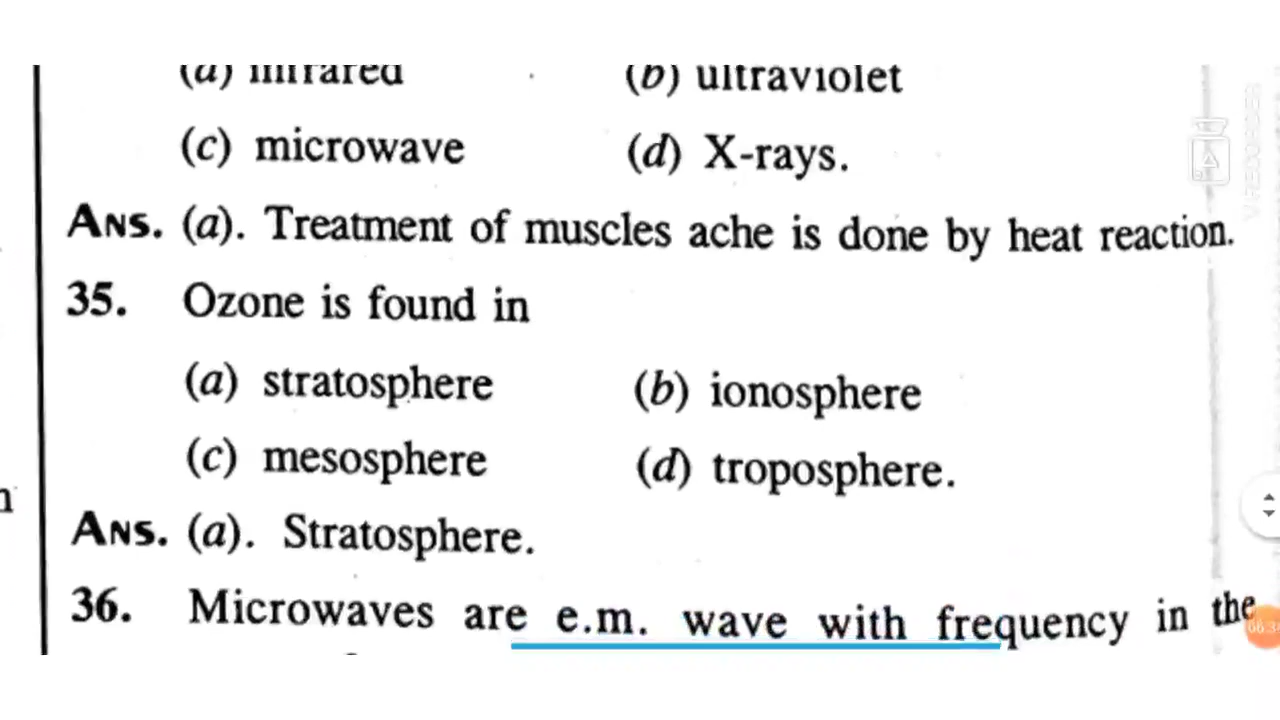 (a) infrared (b) ultraviolet
(c) microwave (d) X-rays.
ANS. (a). Treatment of muscles ache is done by heat reaction.
35. Ozone is found in
(a) stratosphere (b) ionosphere
(c) mesosphere (d) troposphere.
ANS. (a). Stratosphere.
36. Microwaves are e.m. wave with frequency in the